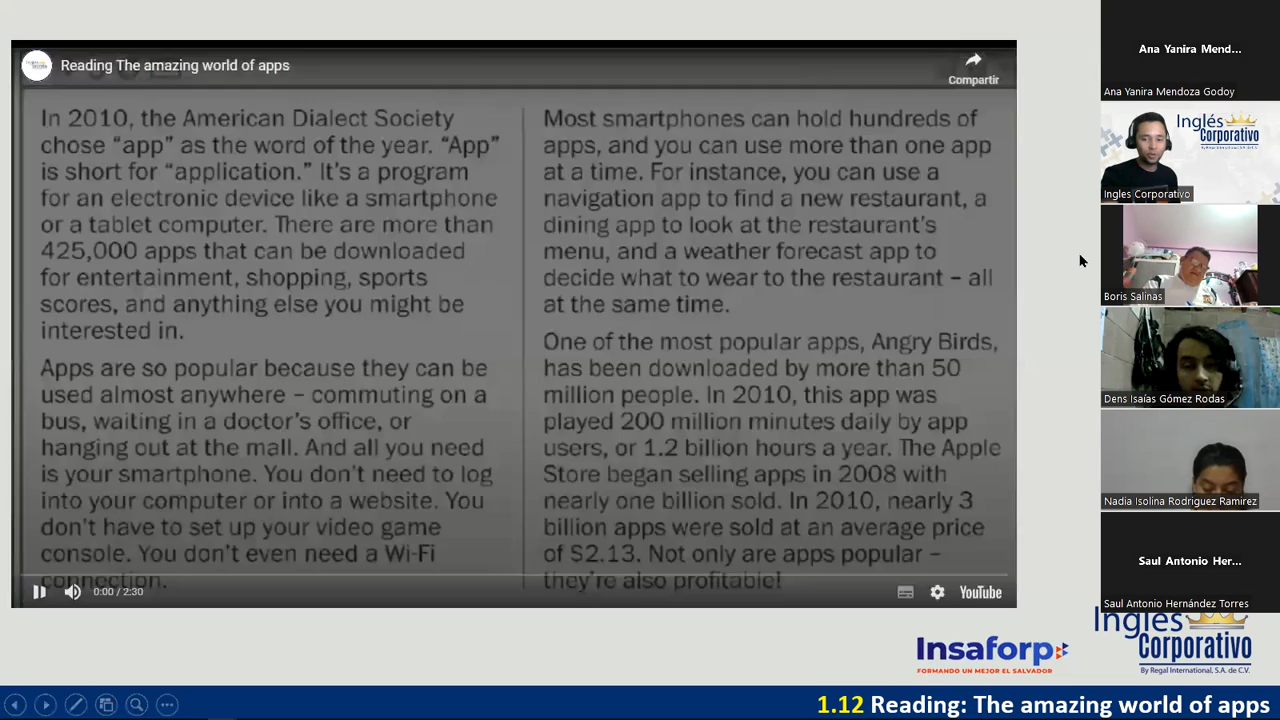 Reading The amazing world of apps
Compartir
In 2010, the American Dialect Society
chose “app” as the word of the year. “App”
is short for “application.” It’s a program
for an electronic device like a smartphone
or a tablet computer. There are more than
425,000 apps that can be downloaded
for entertainment, shopping, sports
scores, and anything else you might be
interested in.
Apps are so popular because they can be
used almost anywhere – commuting on a
bus, waiting in a doctor’s office, or
hanging out at the mall. And all you need
is your smartphone. You don’t need to log
into your computer or into a website. You
don’t have to set up your video game
console. You don’t even need a Wi-Fi
connection.
Most smartphones can hold hundreds of
apps, and you can use more than one app
at a time. For instance, you can use a
navigation app to find a new restaurant, a
dining app to look at the restaurant’s
menu, and a weather forecast app to
decide what to wear to the restaurant – all
at the same time.
One of the most popular apps, Angry Birds,
has been downloaded by more than 50
million people. In 2010, this app was
played 200 million minutes daily by app
users, or 1.2 billion hours a year. The Apple
Store began selling apps in 2008 with
nearly one billion sold. In 2010, nearly 3
billion apps were sold at an average price
of $2.13. Not only are apps popular –
they’re also profitable!
0:00 / 2:30
YouTube
Ana Yanira Mend...
Ana Yanira Mendoza Godoy
Inglés
Corporativo
By Regal International, S.A. de C.V.
Ingles Corporativo
Boris Salinas
Dens Isaías Gómez Rodas
Nadia Isolina Rodriguez Ramirez
Saul Antonio Her...
Saul Antonio Hernández Torres
Insaforp
FORMANDO UN MEJOR EL SALVADOR
Inglés
Corporativo
By Regal International, S.A. de C.V.
1.12 Reading: The amazing world of apps